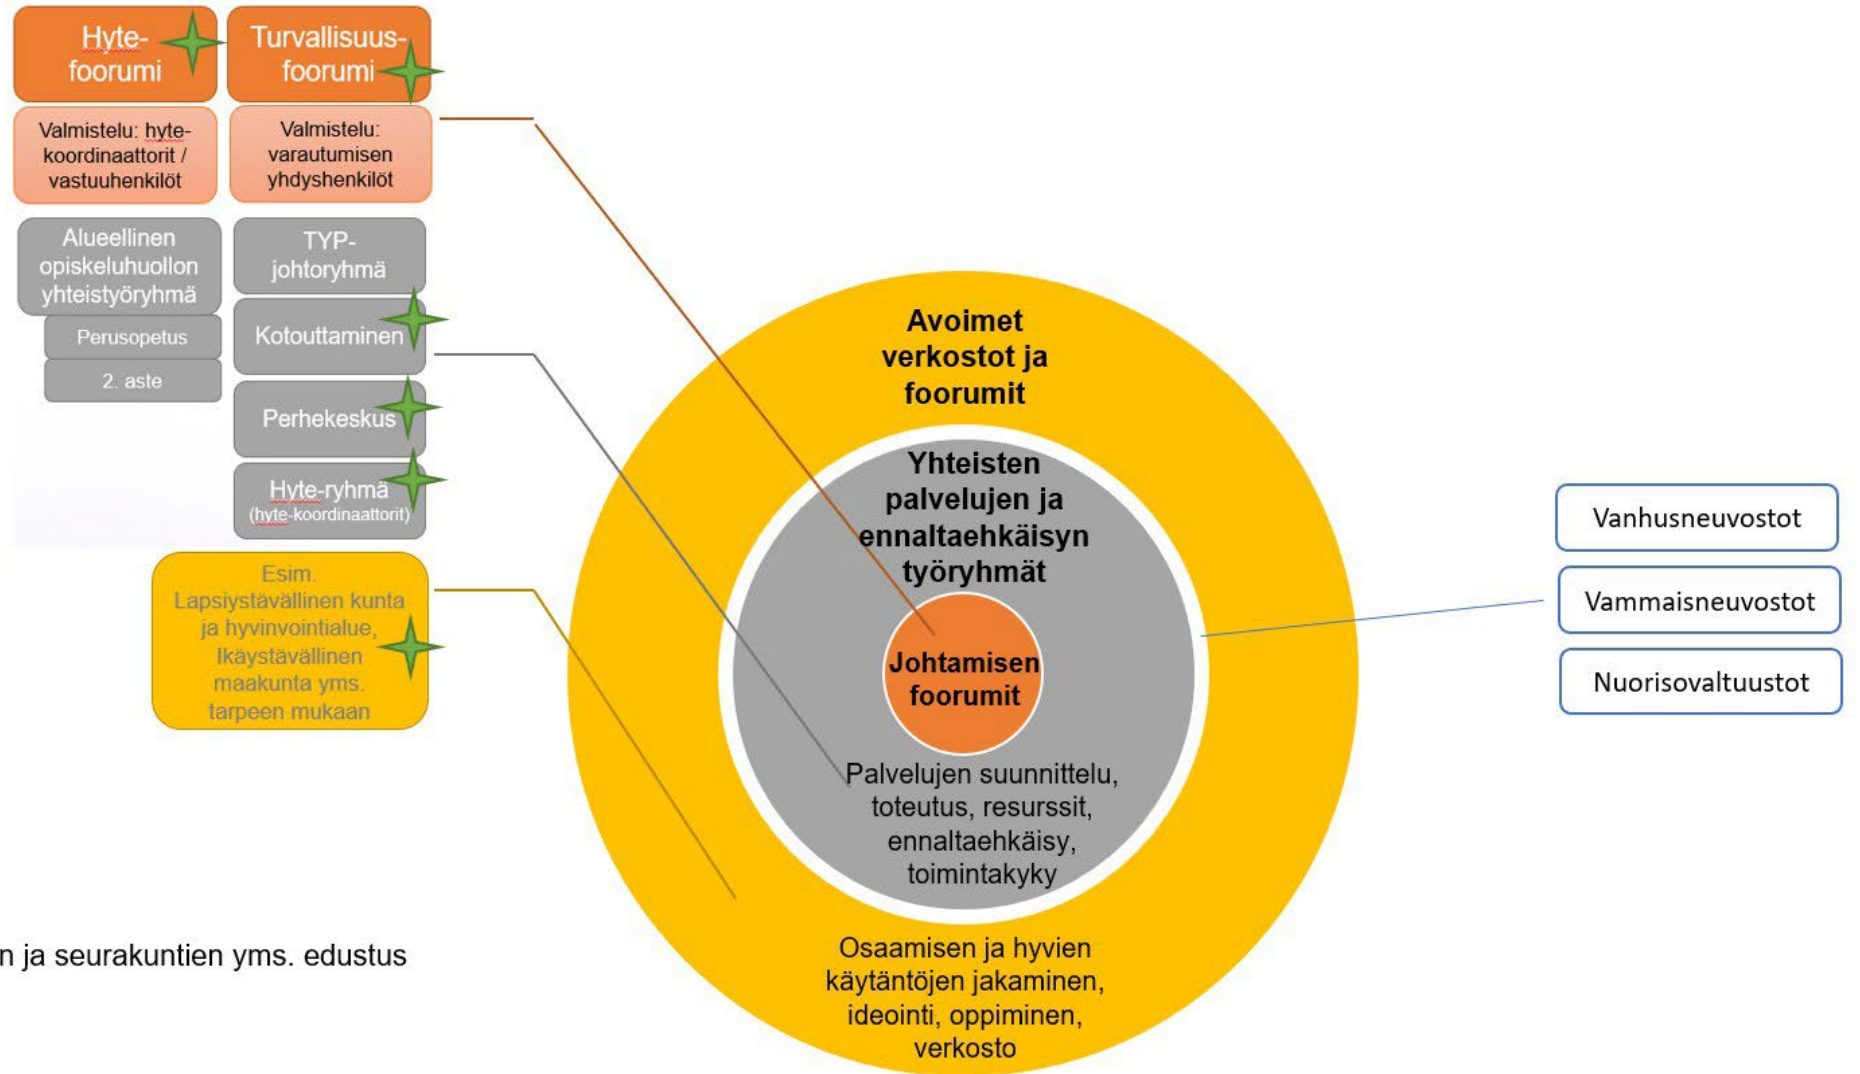 Hyte-
foorumi
Turvallisuus-
foorumi
Valmistelu: hyte-
koordinaattorit /
vastuuhenkilöt
Valmistelu:
varautumisen
yhdyshenkilöt
Alueellinen
opiskeluhuollon
yhteistyöryhmä
Perusopetus
2. aste
TYP-
johtoryhmä
Kotouttaminen
Perhekeskus
Hyte-ryhmä
(hyte-koordinaattorit)
Esim.
Lapsiystävällinen kunta
ja hyvinvointialue,
Ikäystävällinen
maakunta yms.
tarpeen mukaan
n ja seurakuntien yms. edustus
Avoimet
verkostot ja
foorumit
Yhteisten
palvelujen ja
ennaltaehkäisyn
työryhmät
Johtamisen
foorumit
Palvelujen suunnittelu,
toteutus, resurssit,
ennaltaehkäisy,
toimintakyky
Osaamisen ja hyvien
käytäntöjen jakaminen,
ideointi, oppiminen,
verkosto
Vanhusneuvostot
Vammaisneuvostot
Nuorisovaltuustot